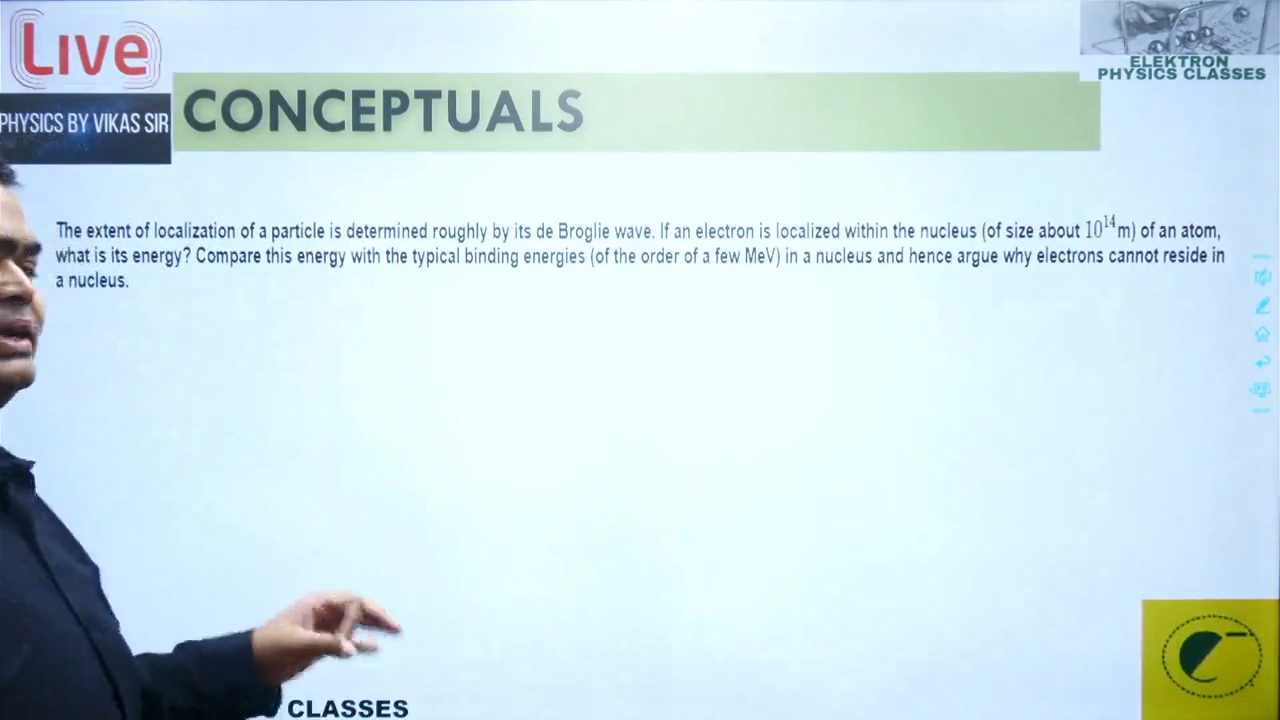 Live
PHYSICS BY VIKAS SIR
ELEKTRON
PHYSICS CLASSES
CONCEPTUALS
The extent of localization of a particle is determined roughly by its de Broglie wave. If an electron is localized within the nucleus (of size about 10¹⁴m) of an atom,
what is its energy? Compare this energy with the typical binding energies (of the order of a few MeV) in a nucleus and hence argue why electrons cannot reside in
a nucleus.
CLASSES